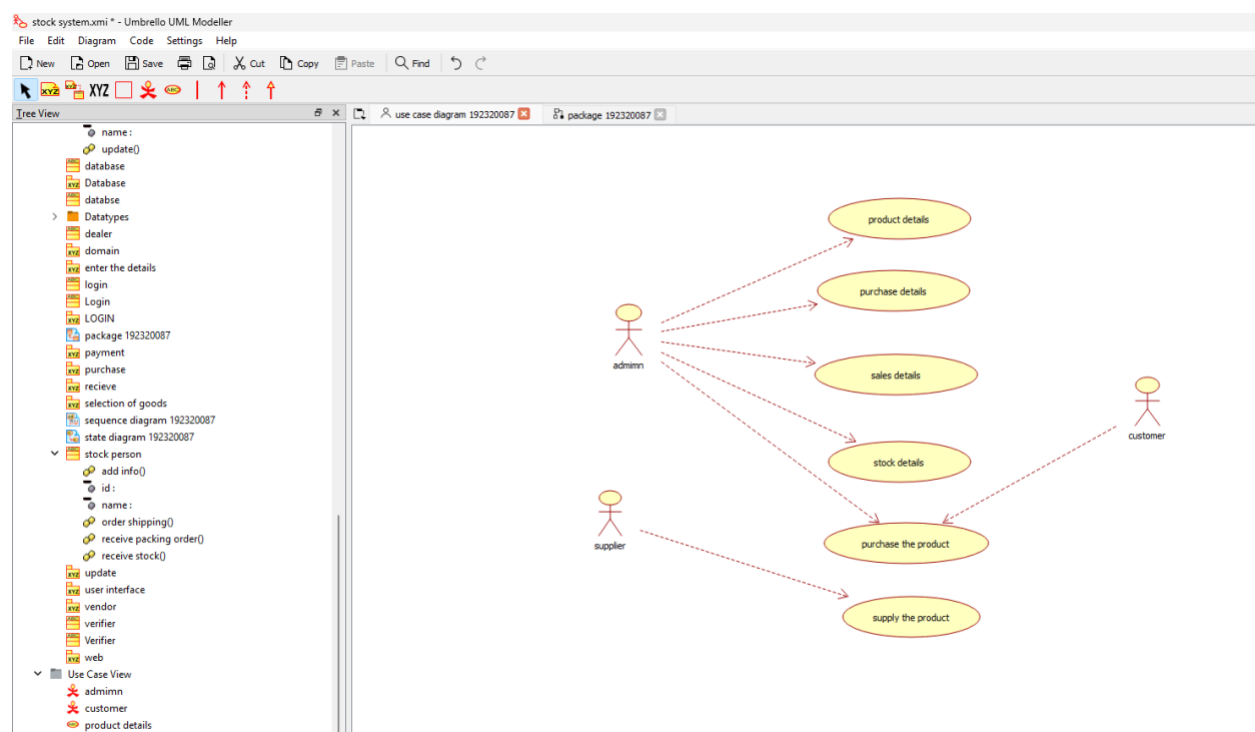 stock system.xmi * - Umbrello UML Modeller
File Edit Diagram Code Settings Help
New Open Save Cut Copy Paste Find
XYZ XYZ ABC
Tree View
use case diagram 192320087 package 192320087
name :
update()
database
Database
databse
Datatypes
dealer
domain
enter the details
login
Login
LOGIN
package 192320087
payment
purchase
recieve
selection of goods
sequence diagram 192320087
state diagram 192320087
stock person
add info()
id :
name :
order shipping()
receive packing order()
receive stock()
update
user interface
vendor
verifier
Verifier
web
Use Case View
admimn
customer
product details
product details
purchase details
admimn
sales details
customer
stock details
supplier
purchase the product
supply the product